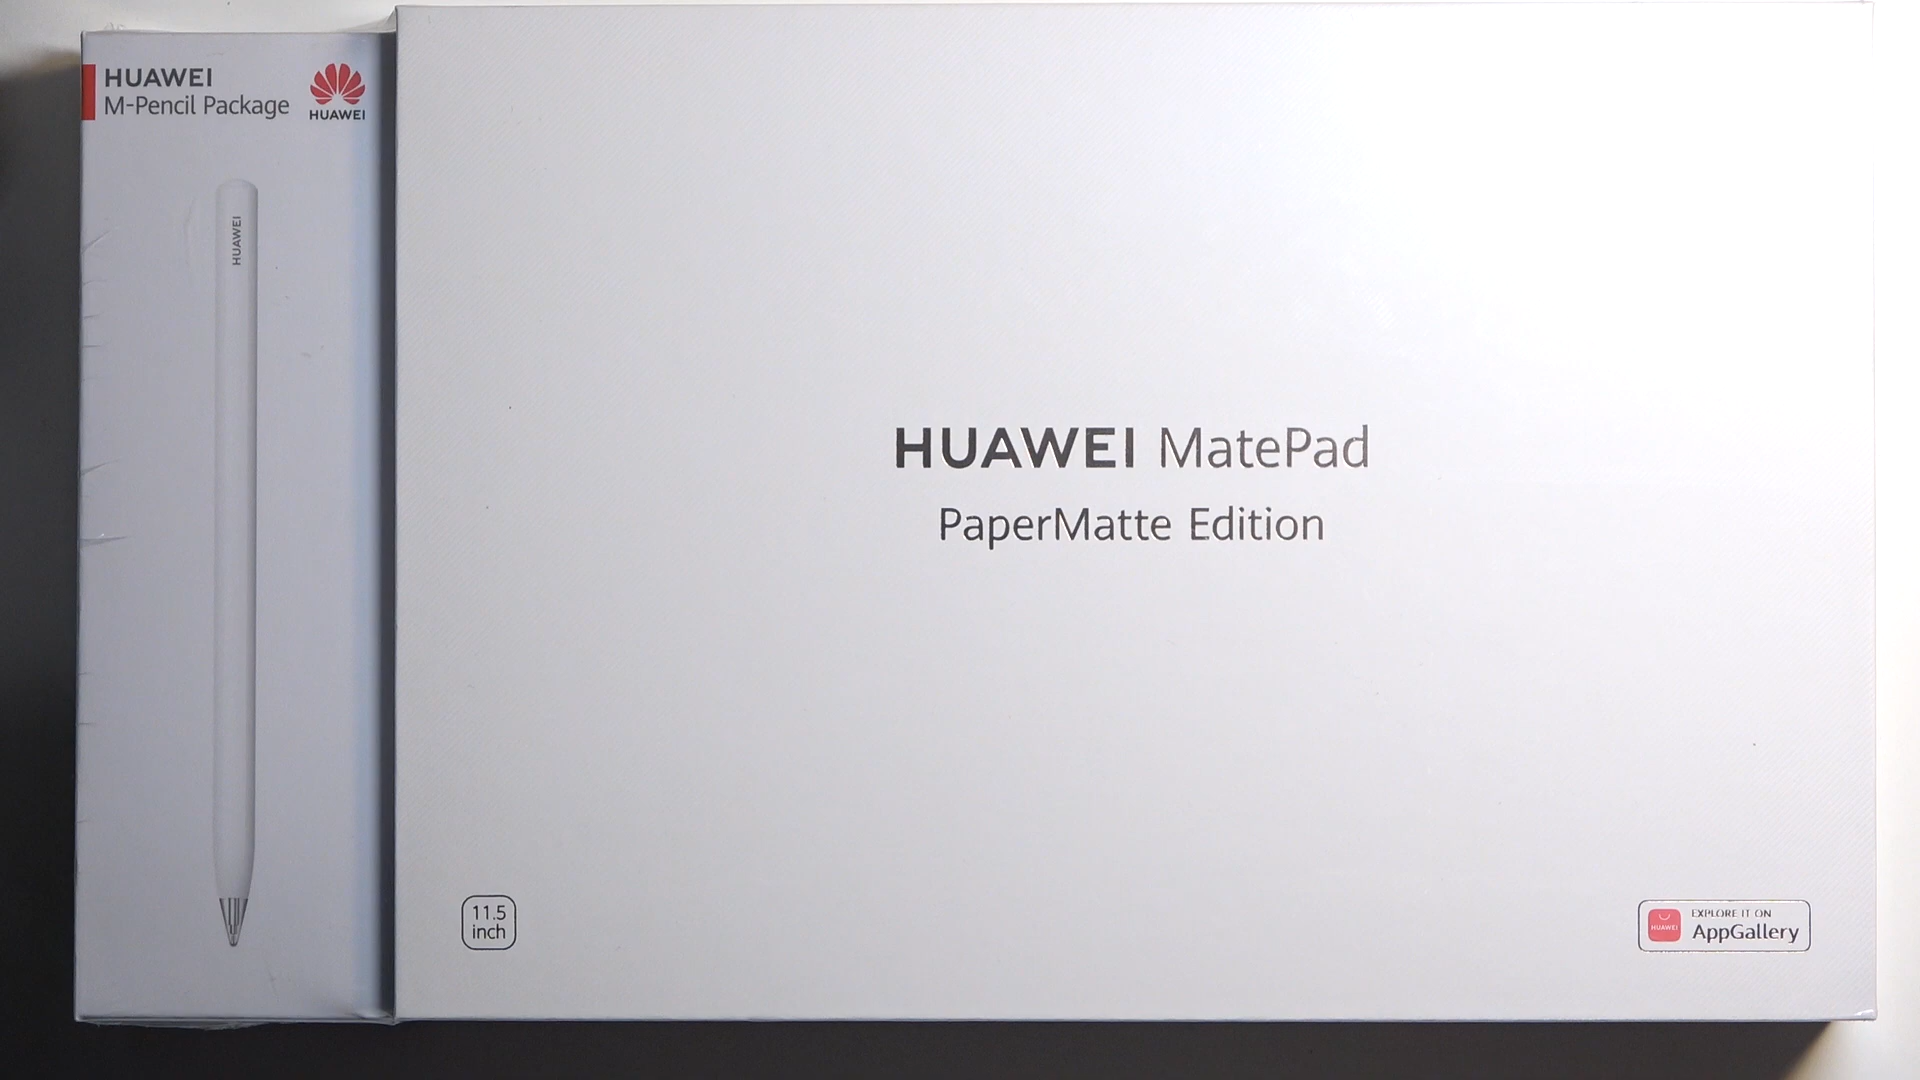 HUAWEI
M-Pencil Package
HUAWEI
HUAWEI
HUAWEI MatePad
PaperMatte Edition
11.5
inch
HUAWEI
EXPLORE IT ON
AppGallery